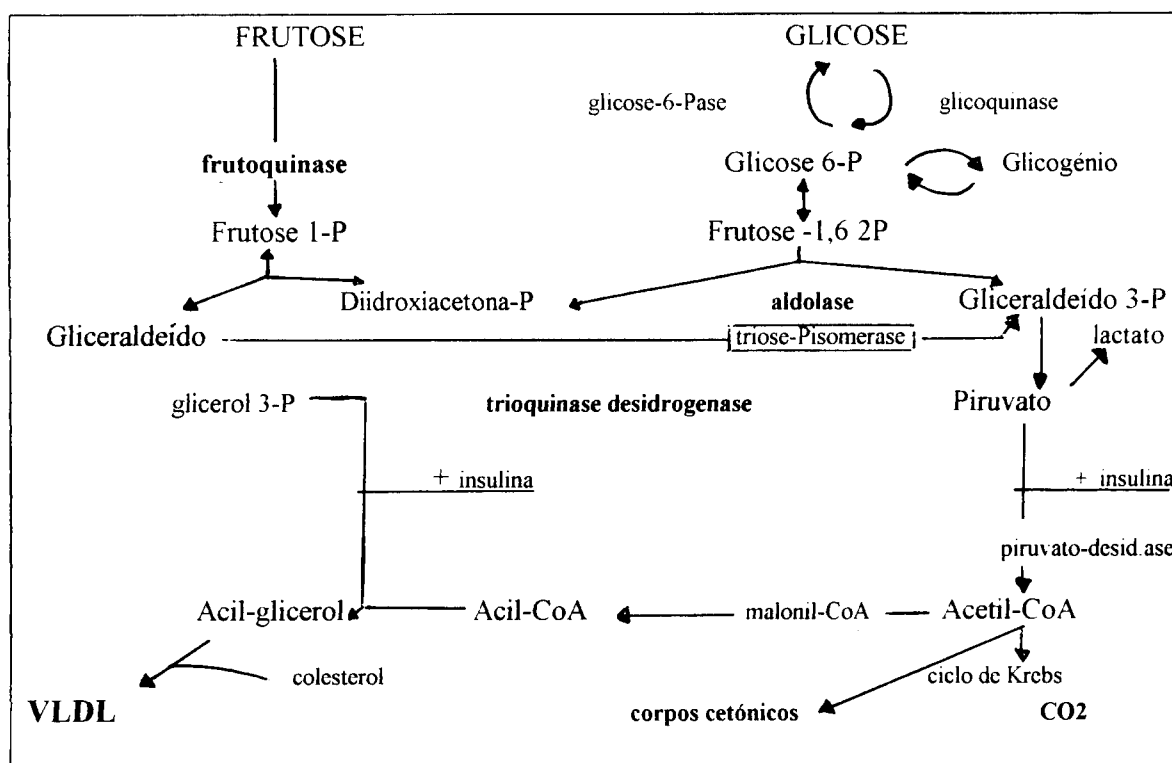 FRUTOSE GLICOSE
glicose-6-Pase glicoquinase
frutoquinase Glicose 6-P Glicogénio
Frutose 1-P Frutose -1,6 2P
Diidroxiacetona-P aldolase Gliceraldeído 3-P
Gliceraldeído triose-Pisomerase lactato
glicerol 3-P trioquinase desidrogenase Piruvato
+ insulina + insulina
piruvato-desid.ase
Acil-glicerol Acil-CoA malonil-CoA Acetil-CoA
colesterol ciclo de Krebs
VLDL corpos cetónicos CO2